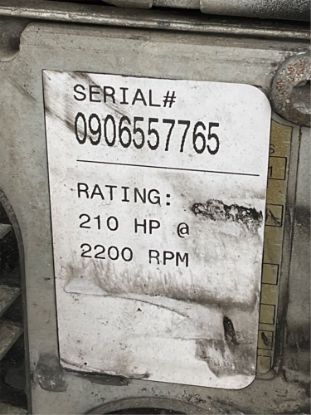 SERIAL#
0906557765
RATING:
210 HP @
2200 RPM